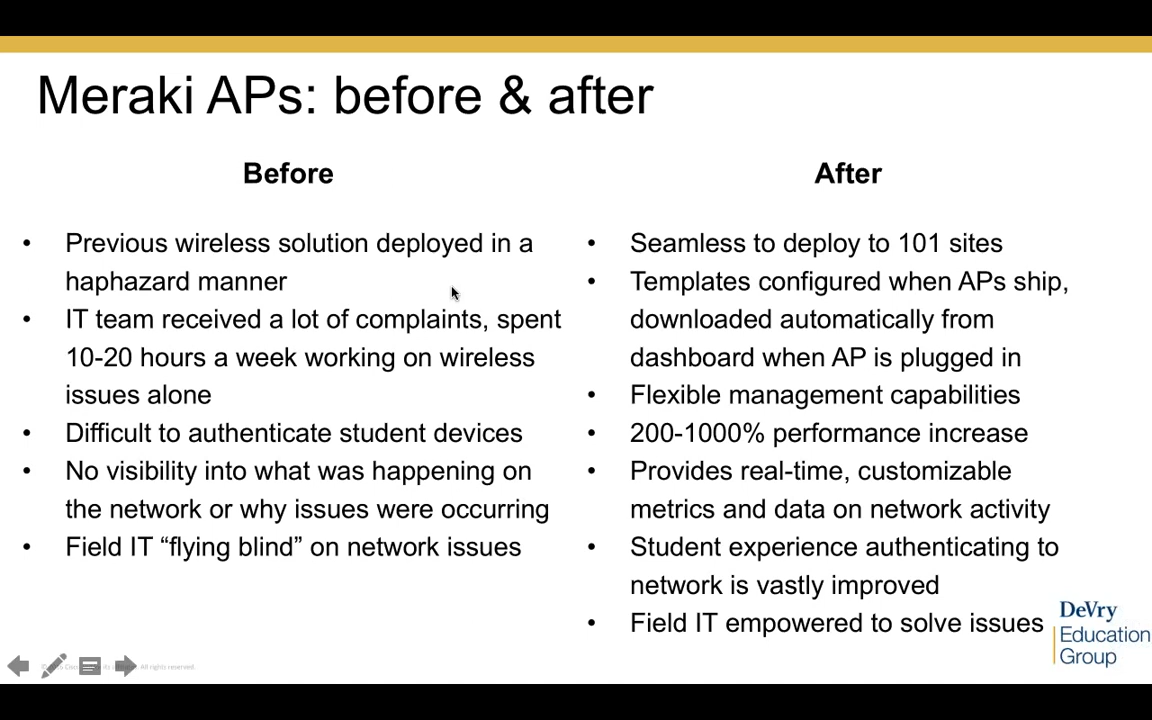 Meraki APs: before & after
Before
• Previous wireless solution deployed in a
haphazard manner
• IT team received a lot of complaints, spent
10-20 hours a week working on wireless
issues alone
• Difficult to authenticate student devices
• No visibility into what was happening on
the network or why issues were occurring
• Field IT “flying blind” on network issues
After
• Seamless to deploy to 101 sites
• Templates configured when APs ship,
downloaded automatically from
dashboard when AP is plugged in
• Flexible management capabilities
• 200-1000% performance increase
• Provides real-time, customizable
metrics and data on network activity
• Student experience authenticating to
network is vastly improved
• Field IT empowered to solve issues
DeVry
Education
Group
All rights reserved.